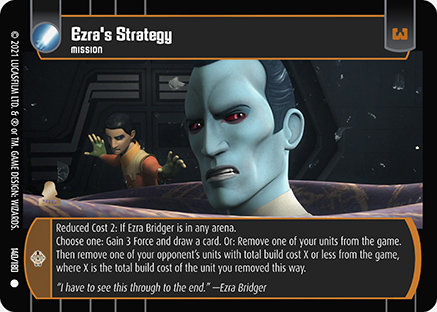 Ezra's Strategy
MISSION
Reduced Cost 2: If Ezra Bridger is in any arena.
Choose one: Gain 3 Force and draw a card. Or: Remove one of your units from the game.
Then remove one of your opponent's units with total build cost X or less from the game,
where X is the total build cost of the unit you removed this way.
"I have to see this through to the end." —Ezra Bridger
© 2021 LUCASFILM LTD. & ® or TM. GAME DESIGN: WIZARDS.
140/180